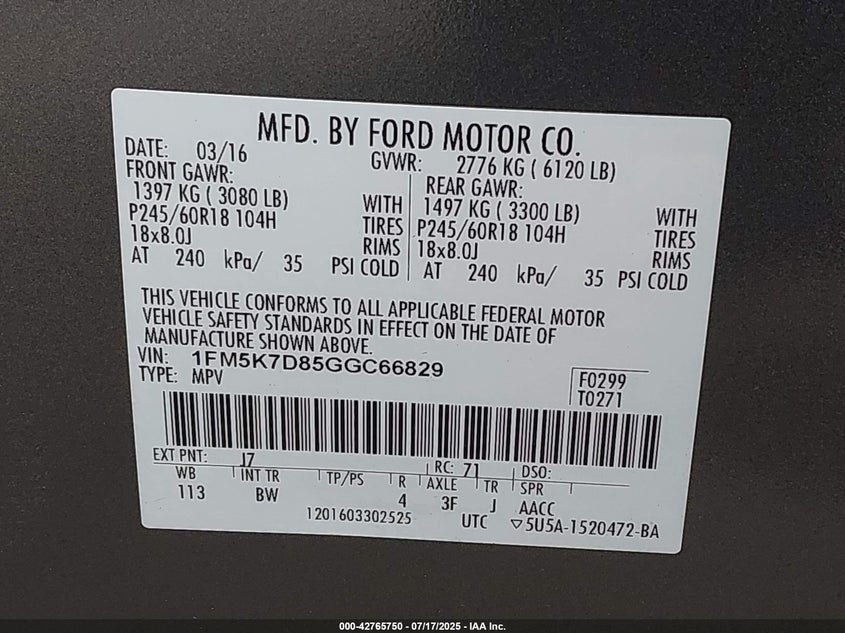 MFD. BY FORD MOTOR CO.
DATE: 03/16 GVWR: 2776 KG ( 6120 LB)
FRONT GAWR: REAR GAWR:
1397 KG ( 3080 LB) WITH 1497 KG ( 3300 LB) WITH
P245/60R18 104H TIRES P245/60R18 104H TIRES
18x8.0J RIMS 18x8.0J RIMS
AT 240 kPa/ 35 PSI COLD AT 240 kPa/ 35 PSI COLD
THIS VEHICLE CONFORMS TO ALL APPLICABLE FEDERAL MOTOR
VEHICLE SAFETY STANDARDS IN EFFECT ON THE DATE OF
MANUFACTURE SHOWN ABOVE.
VIN: 1FM5K7D85GGC66829
TYPE: MPV F0299
T0271
EXT PNT: J7 RC: 71 DSO:
WB INT TR TP/PS R AXLE TR SPR
113 BW 4 3F J AACC
1201603302525 UTC ▽5U5A-1520472-BA
000-42765750 / 07/17/2025 - IAA Inc.